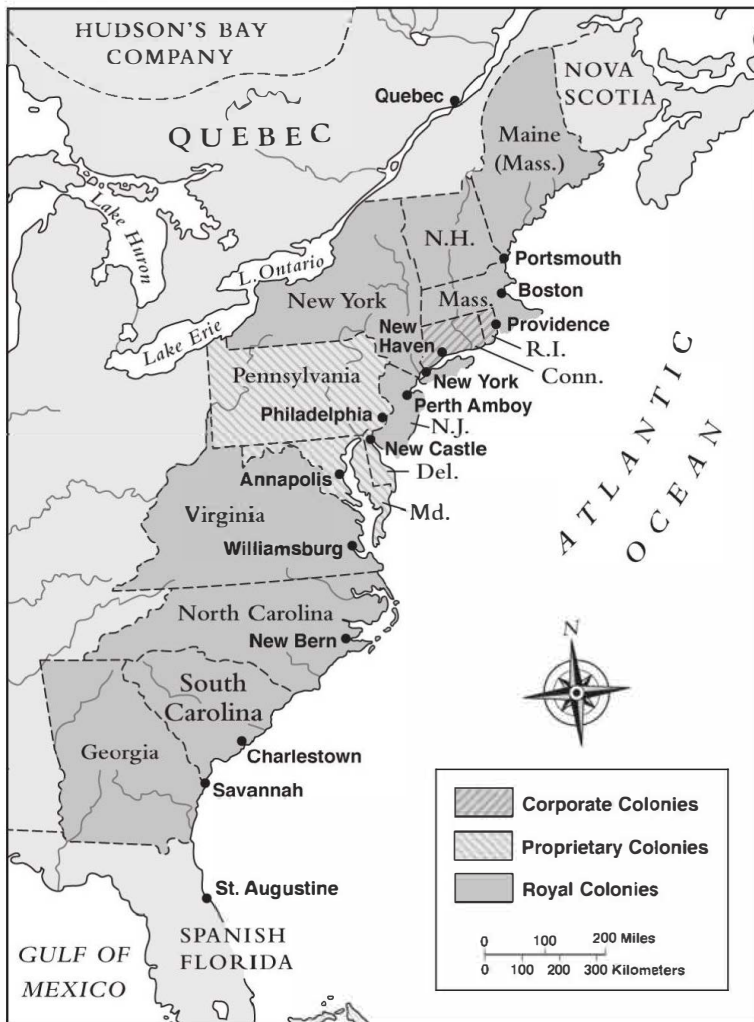 HUDSON'S BAY
COMPANY
NOVA
SCOTIA
Quebec
QUEBEC
Maine
(Mass.)
Lake Huron
N.H.
L. Ontario
Portsmouth
Boston
New York
Mass.
Lake Erie
New
Haven
Providence
R.I.
Conn.
Pennsylvania
New York
Perth Amboy
Philadelphia
N.J.
New Castle
Del.
Annapolis
Md.
Virginia
Williamsburg
ATLANTIC
OCEAN
North Carolina
New Bern
N
South
Carolina
Georgia
Charlestown
Savannah
St. Augustine
SPANISH
FLORIDA
GULF OF
MEXICO
Corporate Colonies
Proprietary Colonies
Royal Colonies
0 100 200 Miles
0 100 200 300 Kilometers